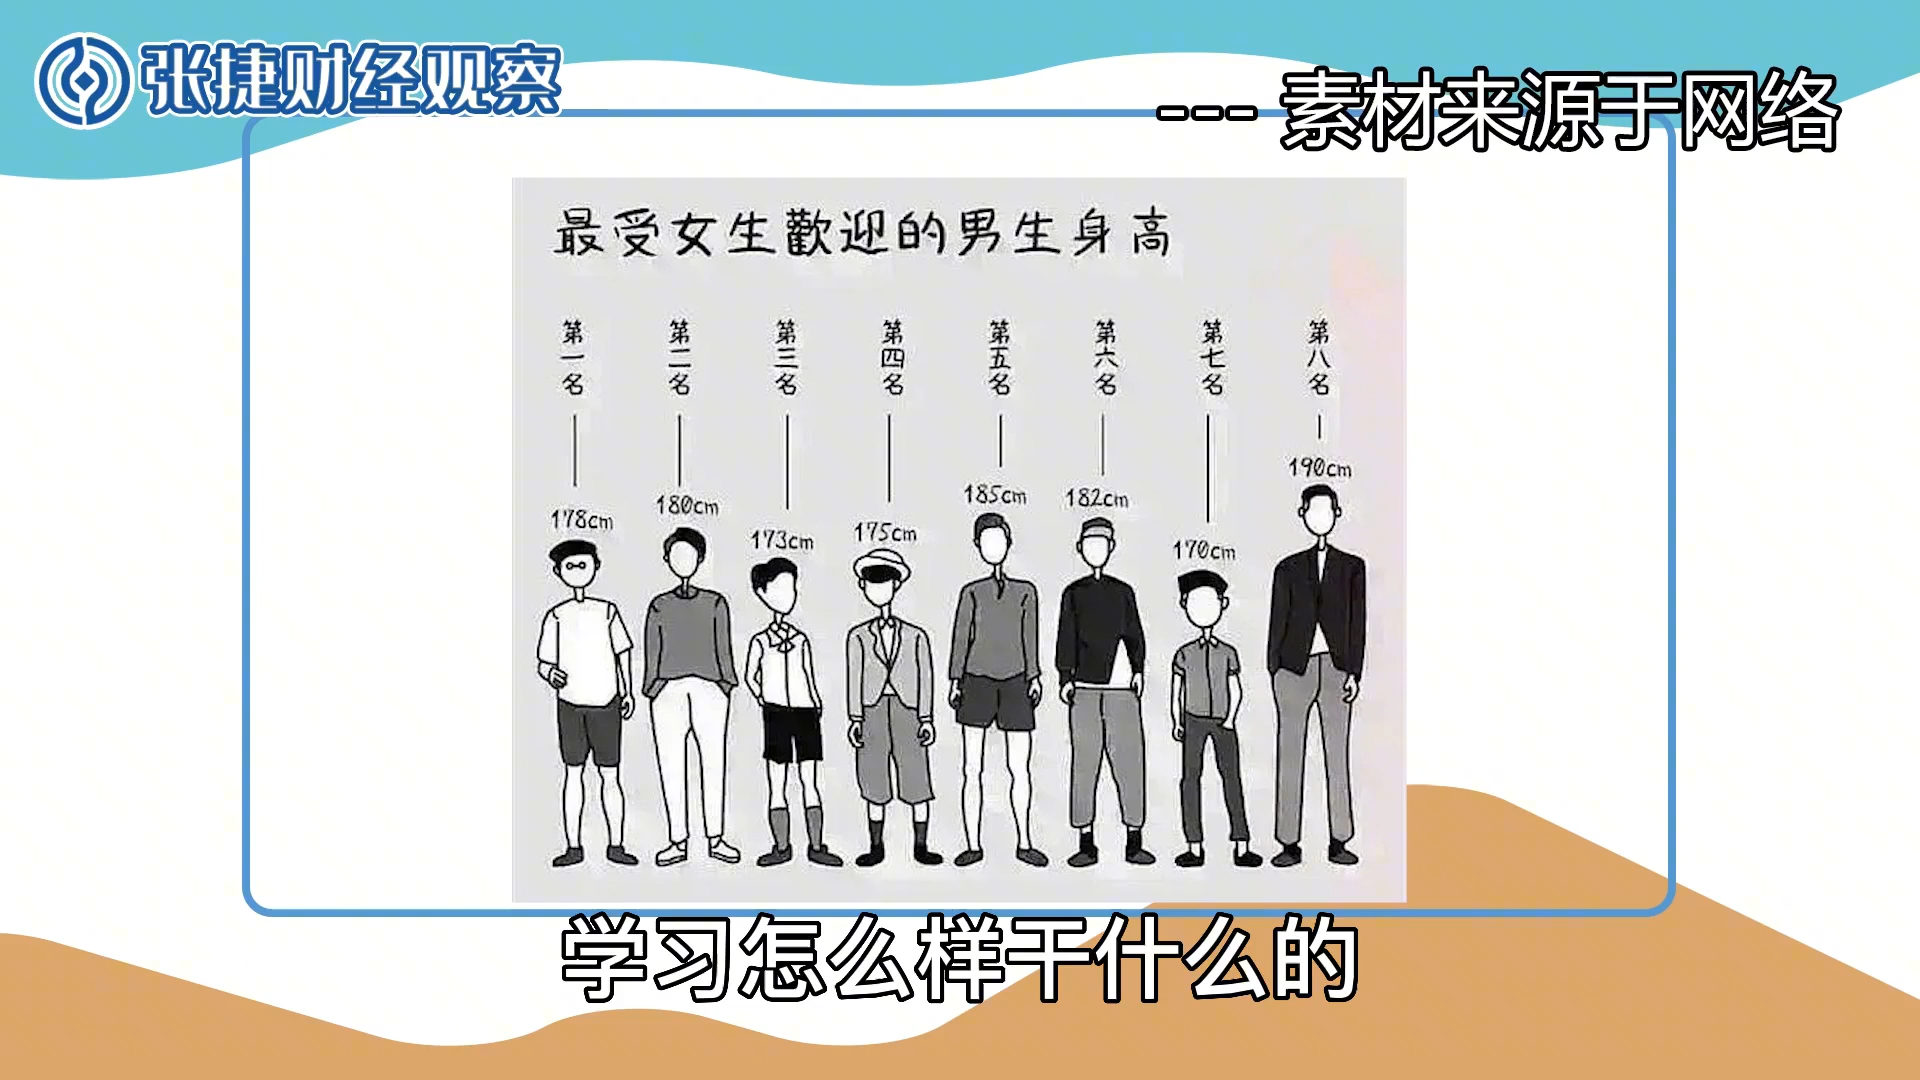 张捷财经观察
--- 素材来源于网络
最受女生歡迎的男生身高
第一名
第二名
第三名
第四名
第五名
第六名
第七名
第八名
178cm
180cm
173cm
175cm
185cm
182cm
170cm
190cm
学习怎么样干什么的